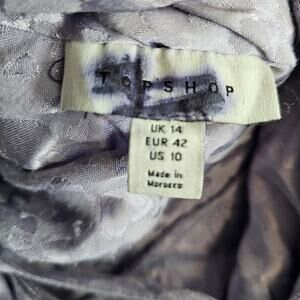 TOPSHOP
UK 14
EUR 42
US 10
Made in
Morocco